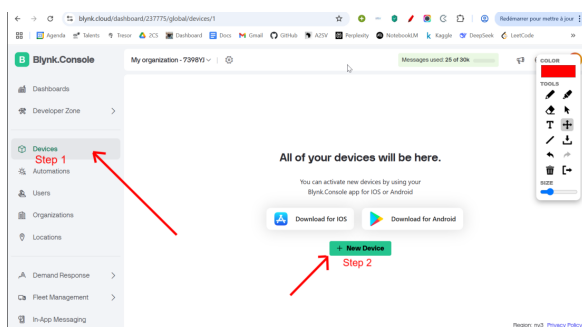 blynk.cloud/dashboard/237775/global/devices/1
Redémarrer pour mettre à jour
Agenda
Talents
Tresor
2CS
Dashboard
Docs
Gmail
GitHub
A2SV
Perplexity
NotebookLM
Kaggle
DeepSeek
LeetCode
»
B Blynk.Console
My organization - 7398YJ
Messages used: 25 of 30k
COLOR
TOOLS
T
SIZE
Dashboards
Developer Zone
Devices
Step 1
Automations
Users
Organizations
Locations
Demand Response
Fleet Management
In-App Messaging
All of your devices will be here.
You can activate new devices by using your
Blynk.Console app for IOS or Android
Download for IOS
Download for Android
+ New Device
Step 2
Region: ny3 Privacy Policy